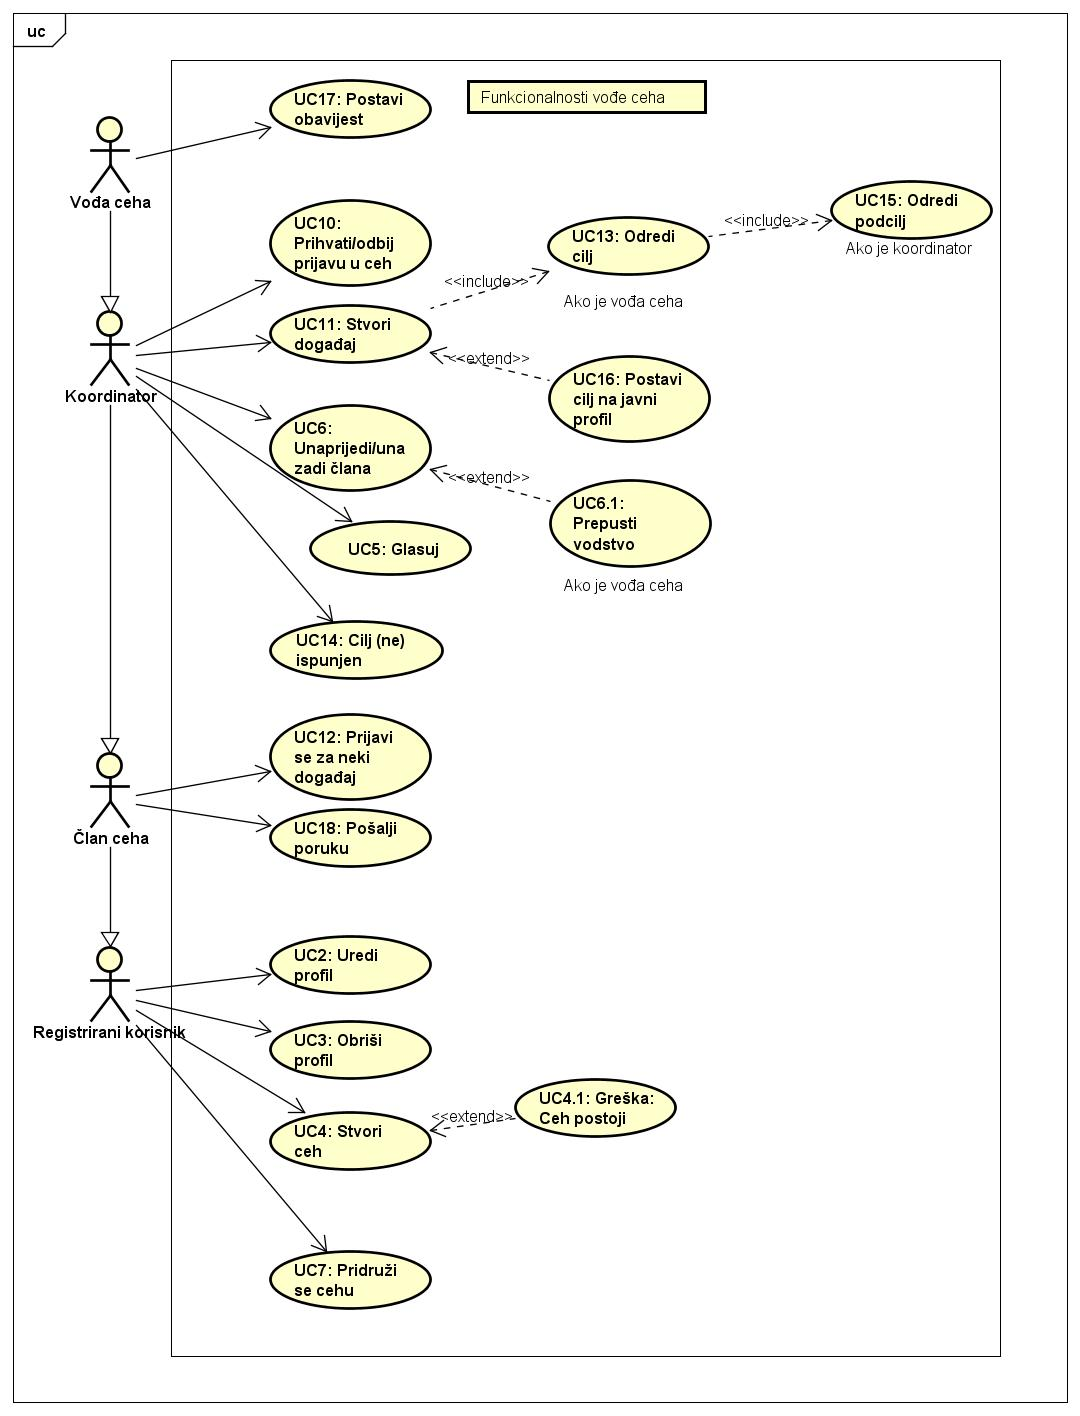 uc
UC17: Postavi
obavijest
Funkcionalnosti vođe ceha
Vođa ceha
UC10:
Prihvati/odbij
prijavu u ceh
UC13: Odredi
cilj
<<include>>
UC15: Odredi
podcilj
Ako je koordinator
<<include>>
Ako je vođa ceha
UC11: Stvori
događaj
<<extend>>
UC16: Postavi
cilj na javni
profil
Koordinator
UC6:
Unaprijedi/una
zadi člana
<<extend>>
UC6.1:
Prepusti
vodstvo
Ako je vođa ceha
UC5: Glasuj
UC14: Cilj (ne)
ispunjen
UC12: Prijavi
se za neki
događaj
Član ceha
UC18: Pošalji
poruku
UC2: Uredi
profil
Registrirani korisnik
UC3: Obriši
profil
UC4: Stvori
ceh
<<extend>>
UC4.1: Greška:
Ceh postoji
UC7: Pridruži
se cehu